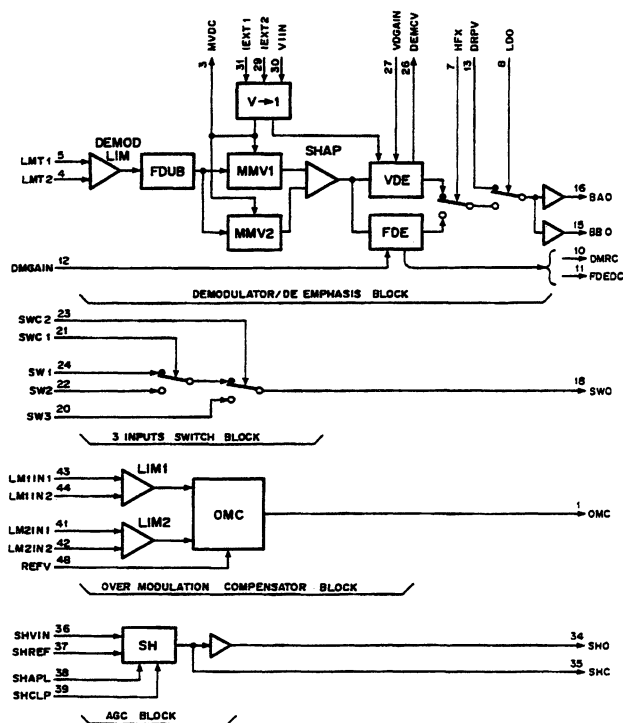 3 MVDC
31 IEXT1
29 IEXT2
30 VIIN
27 VDGAIN
26 DEMCV
7 HFX
13 DRPV
8 LDO
V→1
DEMOD
LIM
SHAP
LMT1 5
LMT2 4
FDUB
MMV1
MMV2
VDE
FDE
16 BAO
15 BBO
10 DMRC
11 FDEDC
DMGAIN 12
DEMODULATOR/DE EMPHASIS BLOCK
SWC2 23
SWC1 21
SW1 24
SW2 22
SW3 20
18 SWO
3 INPUTS SWITCH BLOCK
LM1IN1 43
LM1IN2 44
LIM1
LM2IN1 41
LM2IN2 42
LIM2
REFV 48
OMC
1 OMC
OVER MODULATION COMPENSATOR BLOCK
SHVIN 36
SHREF 37
SH
SHAPL 38
SHCLP 39
34 SHO
35 SHC
AGC BLOCK